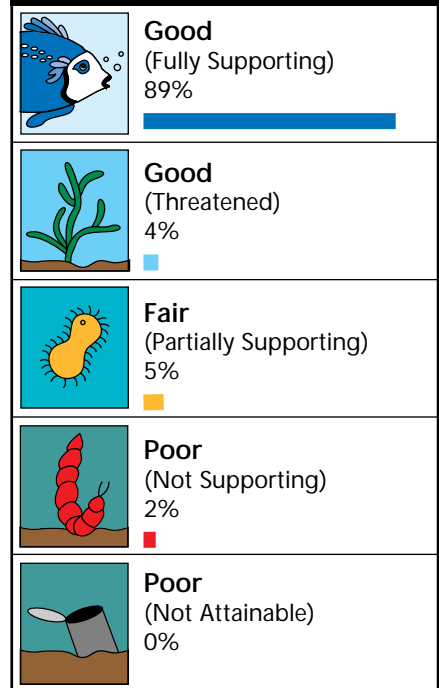 Good
(Fully Supporting)
89%
Good
(Threatened)
4%
Fair
(Partially Supporting)
5%
Poor
(Not Supporting)
2%
Poor
(Not Attainable)
0%